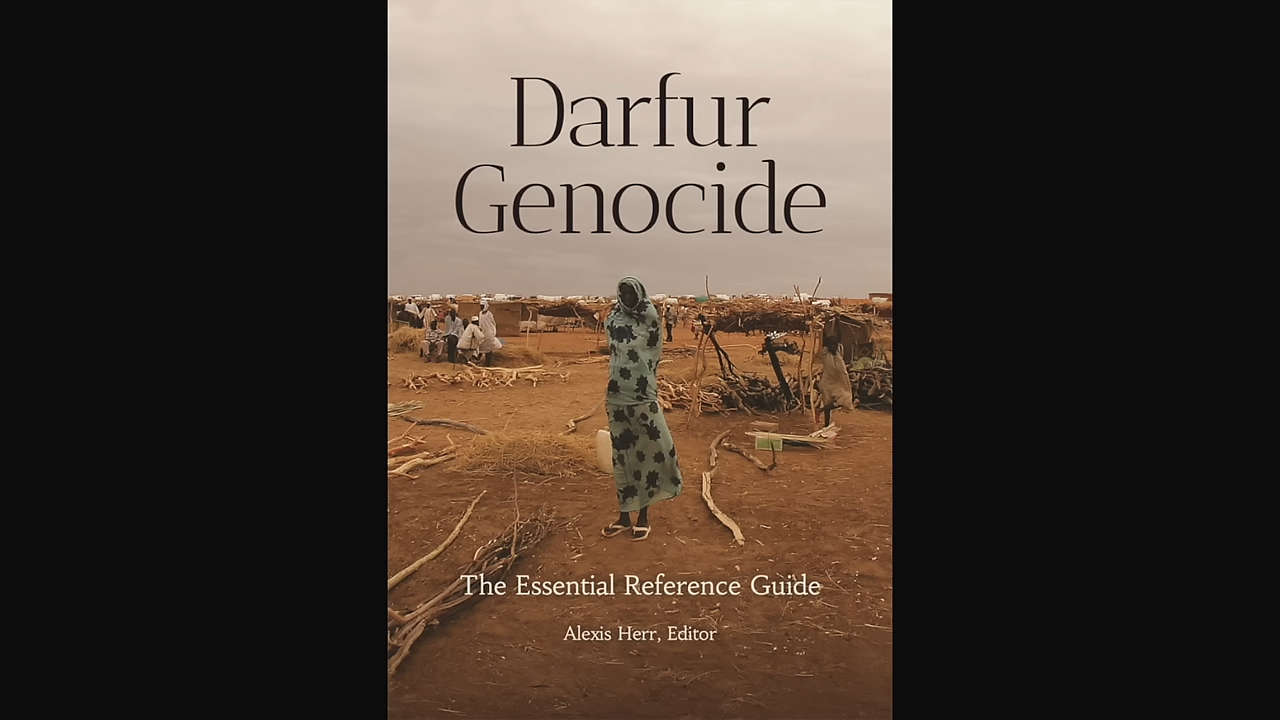 Darfur
Genocide
The Essential Reference Guide
Alexis Herr, Editor